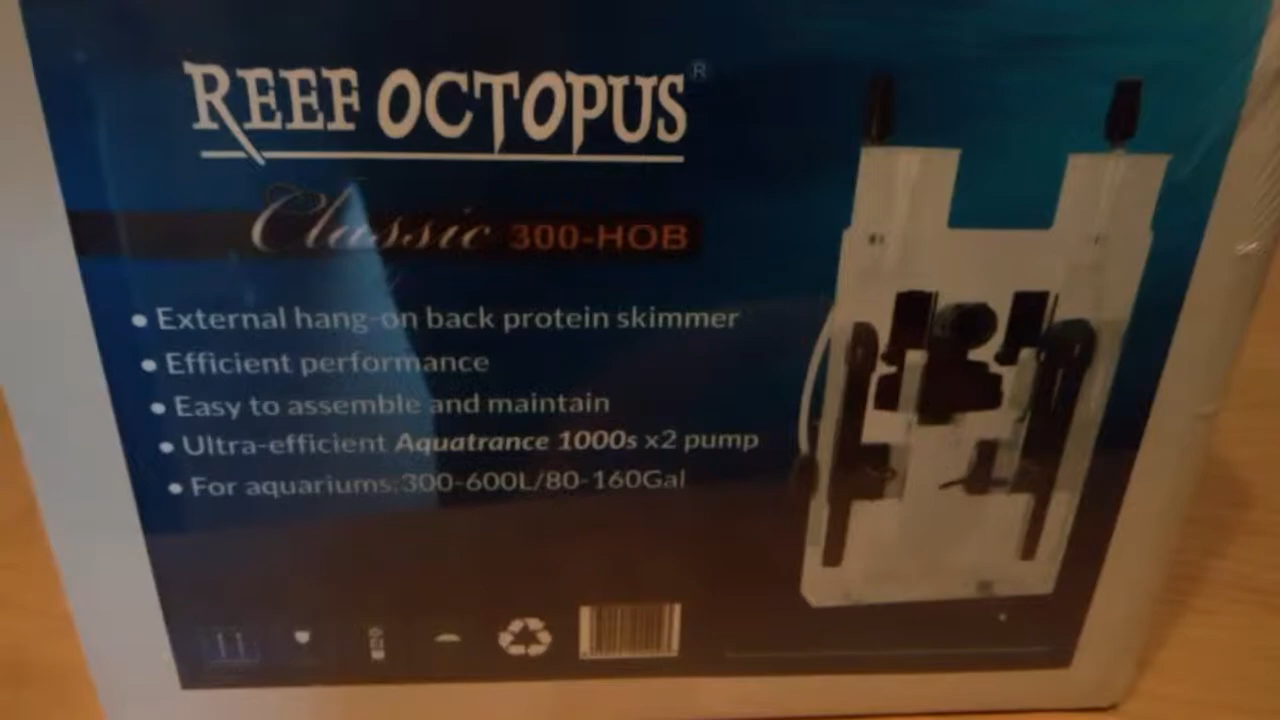 REEF OCTOPUS®
Classic 300-HOB
• External hang-on back protein skimmer
• Efficient performance
• Easy to assemble and maintain
• Ultra-efficient Aquatrance 1000s x2 pump
• For aquariums:300-600L/80-160Gal